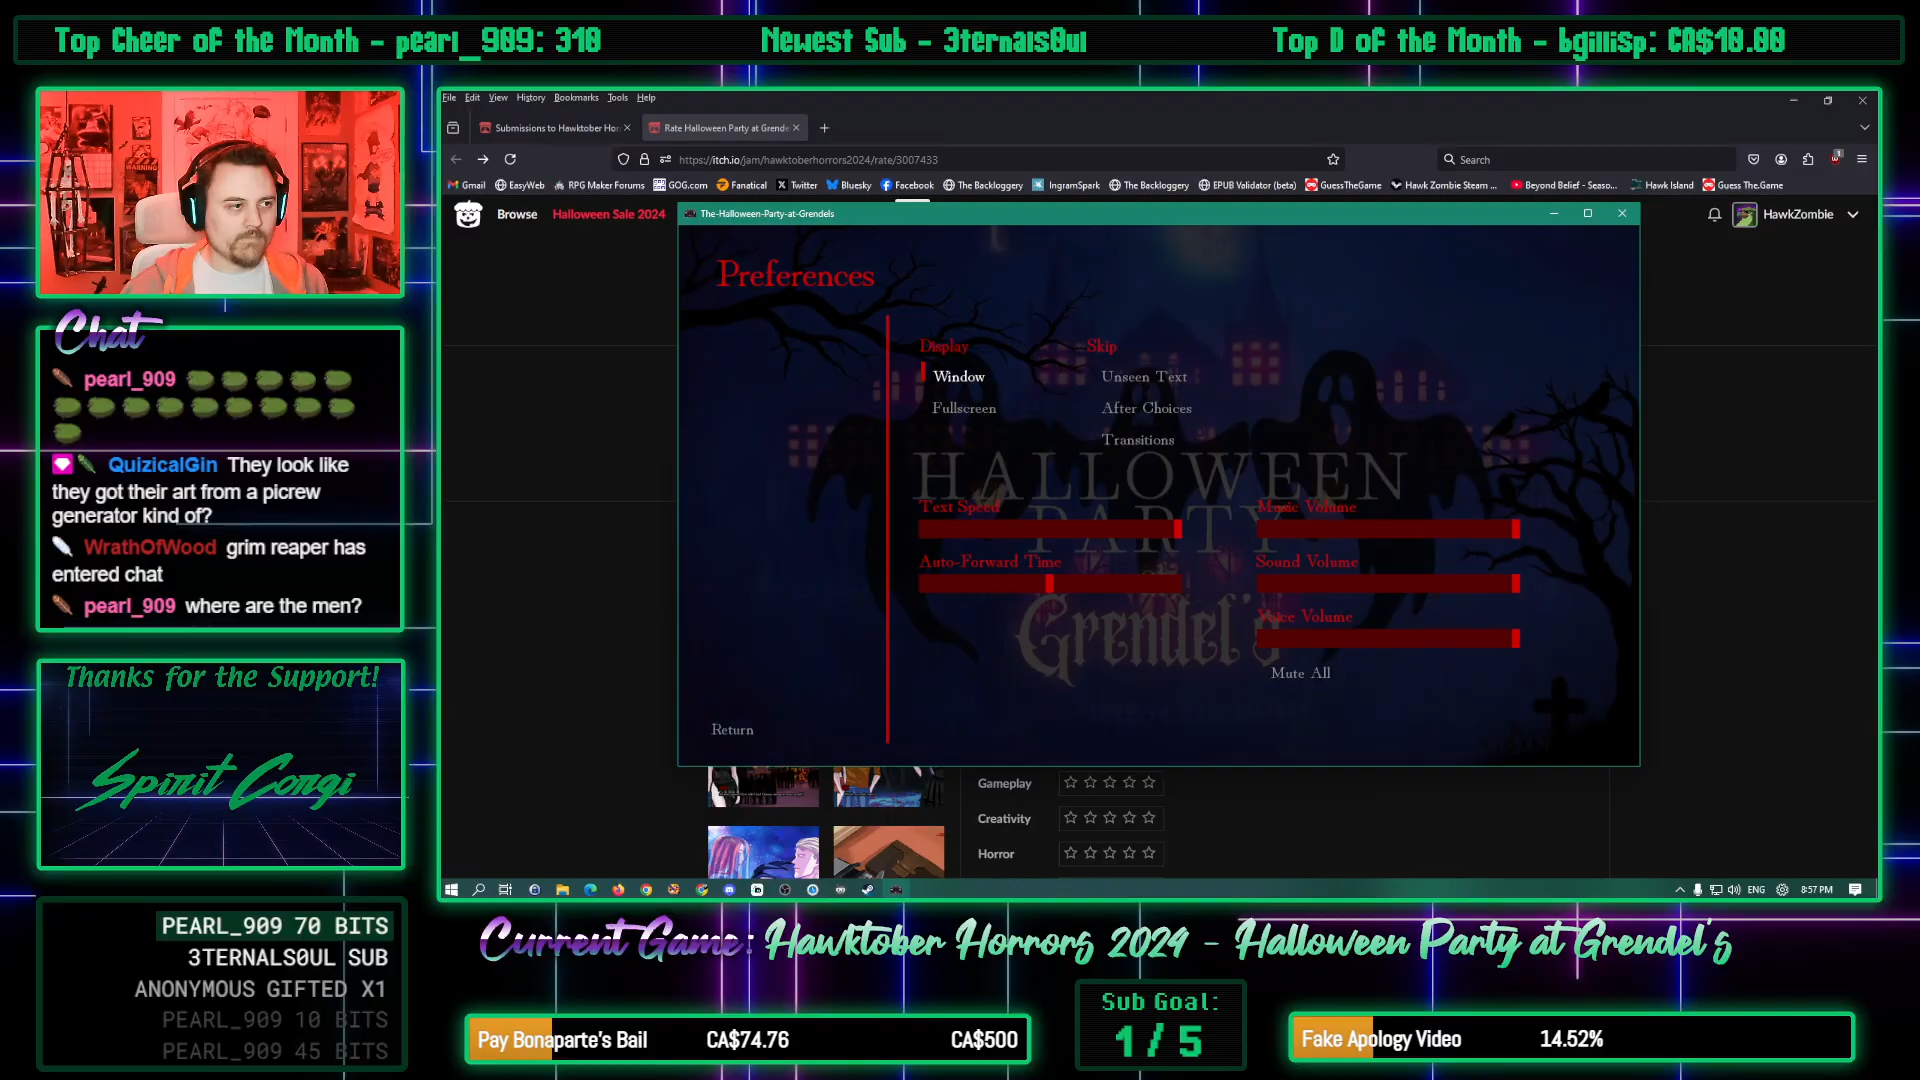 Top Cheer of the Month - pearl_909: 310
Newest Sub - 3ternals0ul
Top D of the Month - bgillisp: CA$10.00
Chat
pearl_909
QuizicalGin They look like
they got their art from a picrew
generator kind of?
WrathOfWood grim reaper has
entered chat
pearl_909 where are the men?
Thanks for the Support!
Spirit Corgi
PEARL_909 70 BITS
3TERNALS0UL SUB
ANONYMOUS GIFTED X1
PEARL_909 10 BITS
PEARL_909 45 BITS
File Edit View History Bookmarks Tools Help
Submissions to Hawktober Hor
Rate Halloween Party at Grende
https://itch.io/jam/hawktoberhorrors2024/rate/3007433
Search
Gmail EasyWeb RPG Maker Forums GOG.com Fanatical Twitter Bluesky Facebook The Backloggery IngramSpark The Backloggery EPUB Validator (beta) GuessTheGame Hawk Zombie Steam ... Beyond Belief - Seaso... Hawk Island Guess The.Game
Browse Halloween Sale 2024
HawkZombie
The-Halloween-Party-at-Grendels
Preferences
Display
Window
Fullscreen
Skip
Unseen Text
After Choices
Transitions
HALLOWEEN
PARTY
at
Grendel's
Text Speed
Auto-Forward Time
Music Volume
Sound Volume
Voice Volume
Mute All
Return
Gameplay
Creativity
Horror
ENG
8:57 PM
Current Game: Hawktober Horrors 2024 - Halloween Party at Grendel's
Pay Bonaparte's Bail CA$74.76 CA$500
Sub Goal:
1 / 5
Fake Apology Video 14.52%